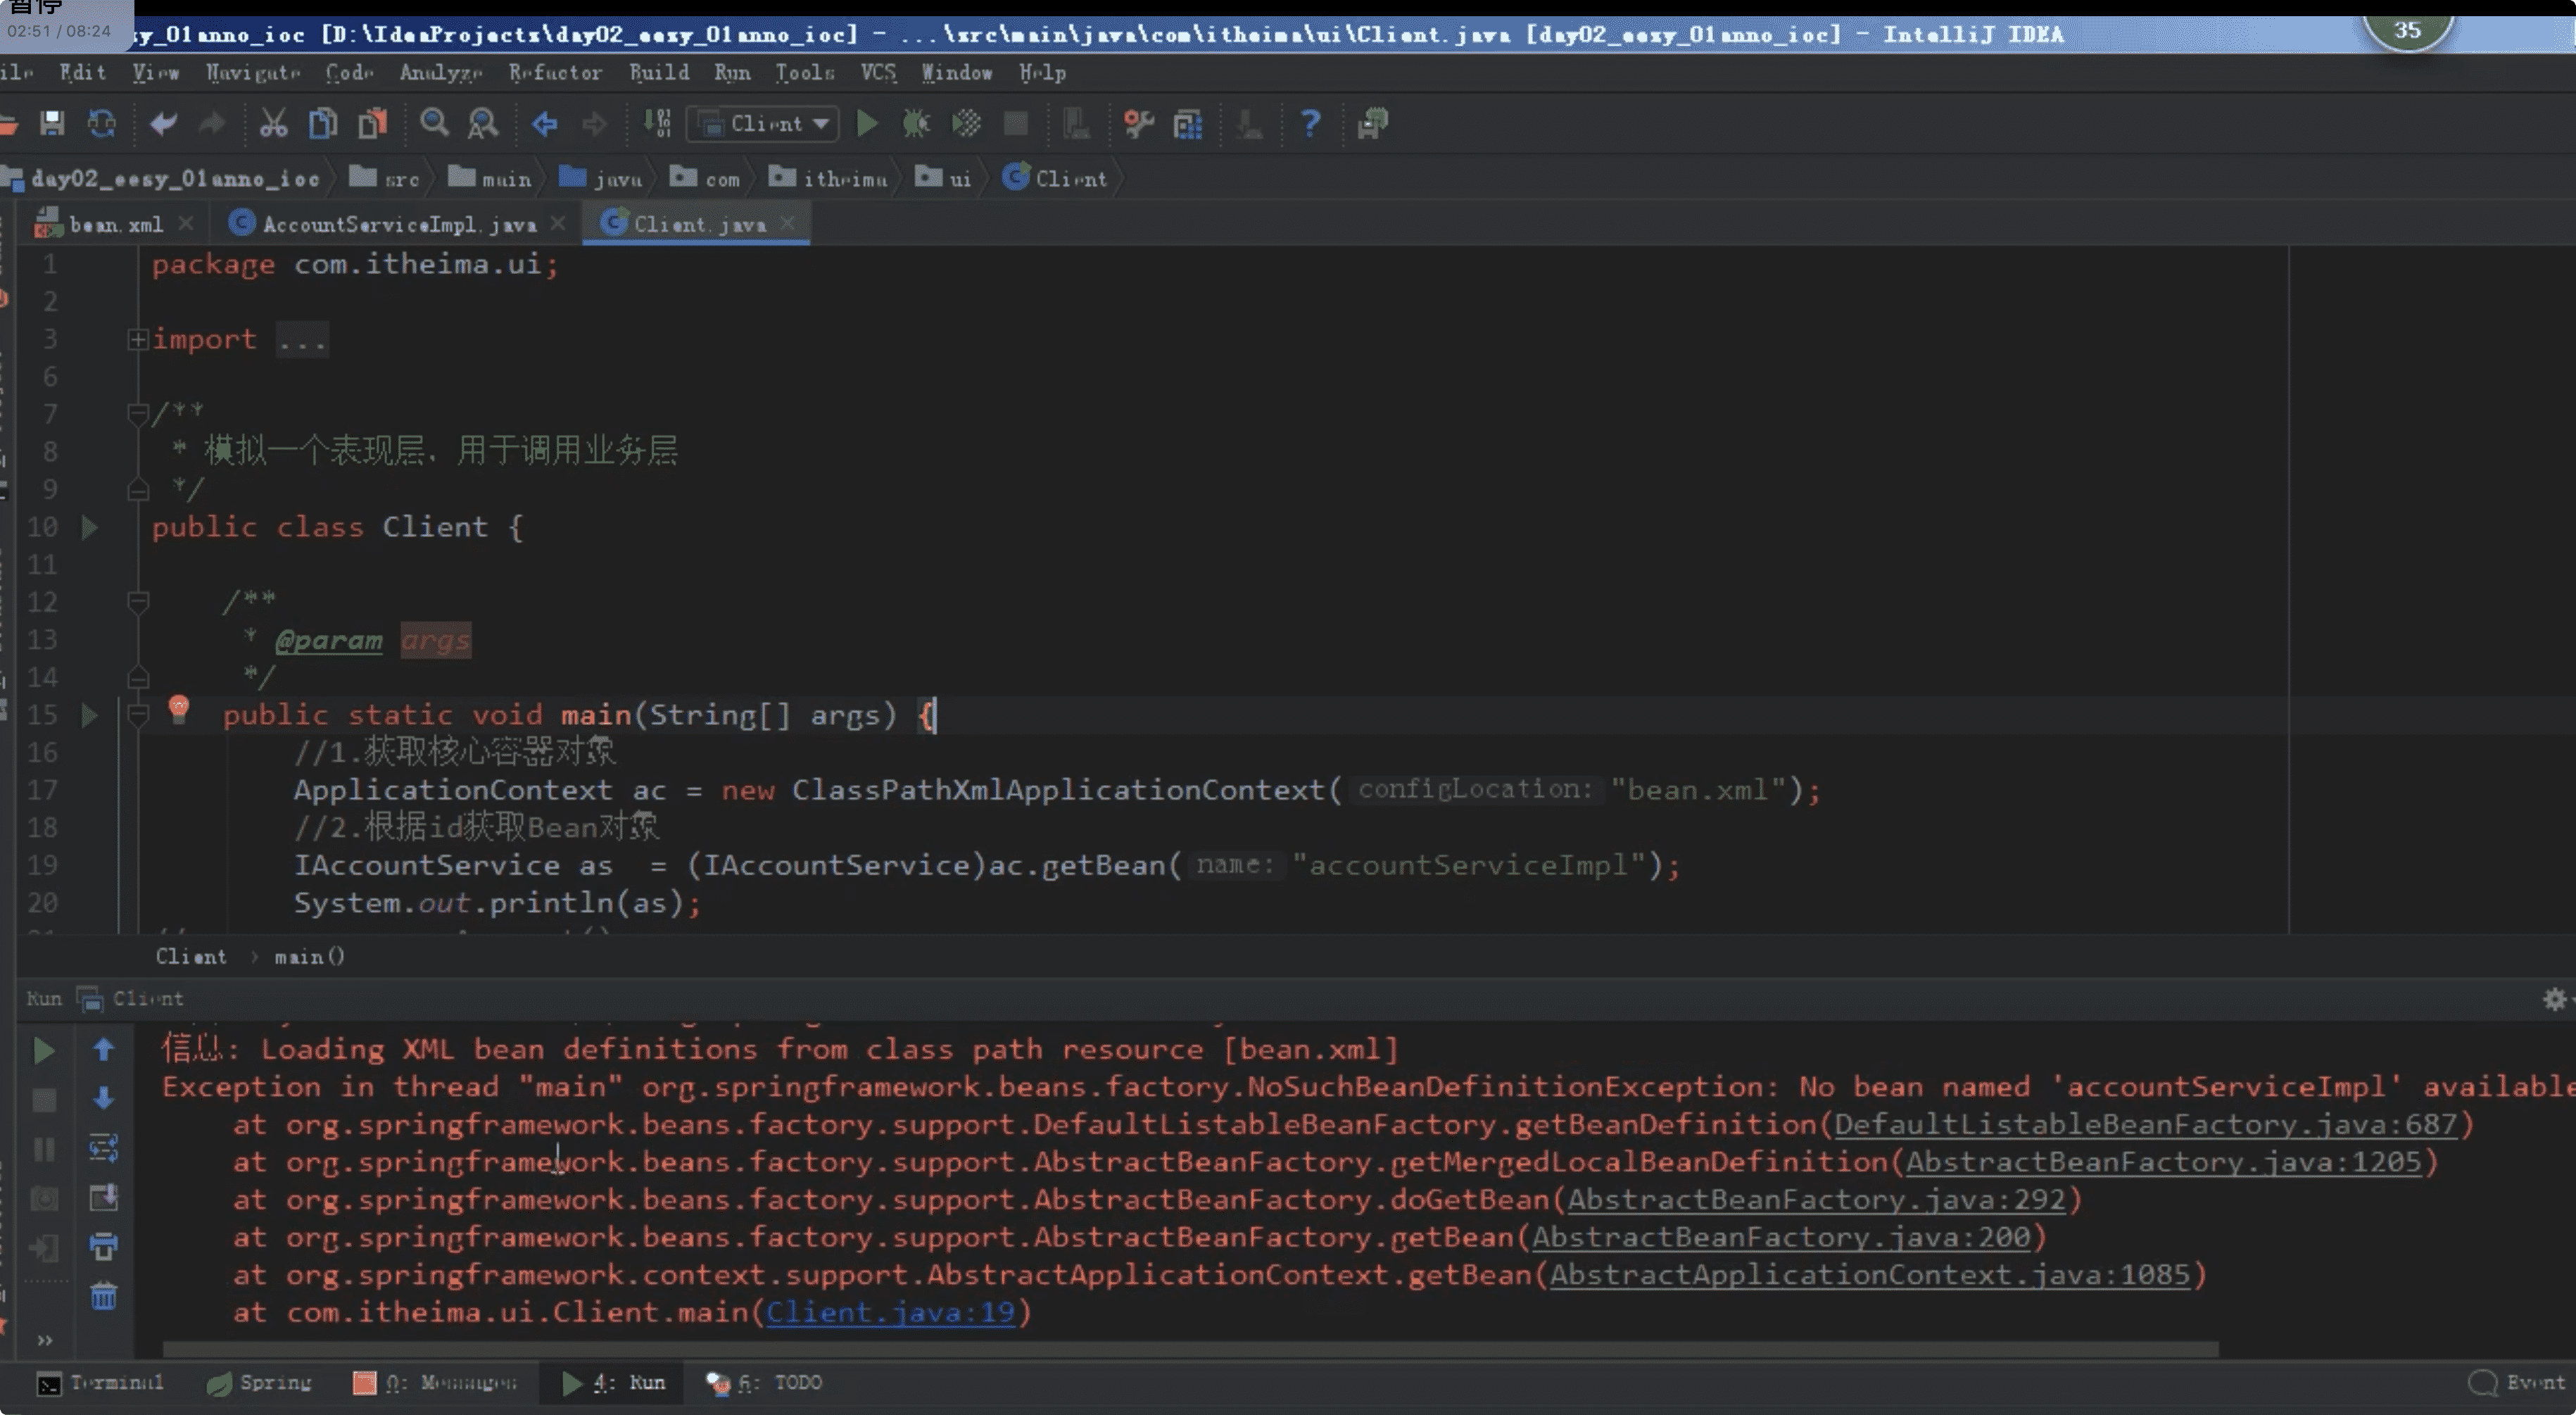 暂停
02:51 / 08:24
35
sy_01anno_ioc [D:\IdeaProjects\day02_eesy_01anno_ioc] - ...\src\main\java\com\itheima\ui\Client.java [day02_eesy_01anno_ioc] - IntelliJ IDEA
ile Edit View Navigate Code Analyze Refactor Build Run Tools VCS Window Help
Client
day02_eesy_01anno_ioc src main java com itheima ui Client
bean.xml AccountServiceImpl.java Client.java
1 package com.itheima.ui;
2
3 import ...
6
7 /**
8 * 模拟一个表现层，用于调用业务层
9 */
10 public class Client {
11
12 /**
13 * @param args
14 */
15 public static void main(String[] args) {
16 //1.获取核心容器对象
17 ApplicationContext ac = new ClassPathXmlApplicationContext( configLocation: "bean.xml");
18 //2.根据id获取Bean对象
19 IAccountService as = (IAccountService)ac.getBean( name: "accountServiceImpl");
20 System.out.println(as);
Client › main()
Run Client
信息: Loading XML bean definitions from class path resource [bean.xml]
Exception in thread "main" org.springframework.beans.factory.NoSuchBeanDefinitionException: No bean named 'accountServiceImpl' available
at org.springframework.beans.factory.support.DefaultListableBeanFactory.getBeanDefinition(DefaultListableBeanFactory.java:687)
at org.springframework.beans.factory.support.AbstractBeanFactory.getMergedLocalBeanDefinition(AbstractBeanFactory.java:1205)
at org.springframework.beans.factory.support.AbstractBeanFactory.doGetBean(AbstractBeanFactory.java:292)
at org.springframework.beans.factory.support.AbstractBeanFactory.getBean(AbstractBeanFactory.java:200)
at org.springframework.context.support.AbstractApplicationContext.getBean(AbstractApplicationContext.java:1085)
at com.itheima.ui.Client.main(Client.java:19)
Terminal Spring 0: Messages 4: Run 6: TODO Event